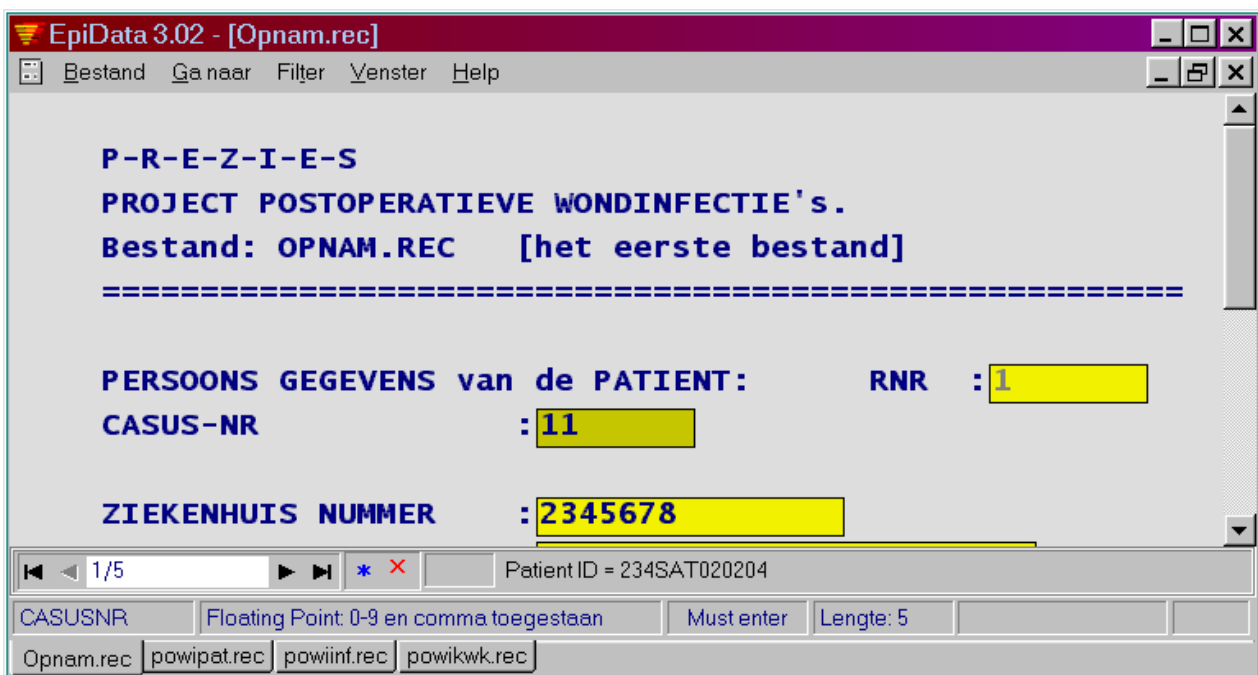 EpiData 3.02 - [Opnam.rec]
Bestand Ga naar Filter Venster Help
P-R-E-Z-I-E-S
PROJECT POSTOPERATIEVE WONDINFECTIE's.
Bestand: OPNAM.REC [het eerste bestand]
=======================================================
PERSOONS GEGEVENS van de PATIENT: RNR :1
CASUS-NR :11
ZIEKENHUIS NUMMER :2345678
1/5 * Patient ID = 234SAT020204
CASUSNR Floating Point: 0-9 en comma toegestaan Must enter Lengte: 5
Opnam.rec powipat.rec powiinf.rec powikwk.rec